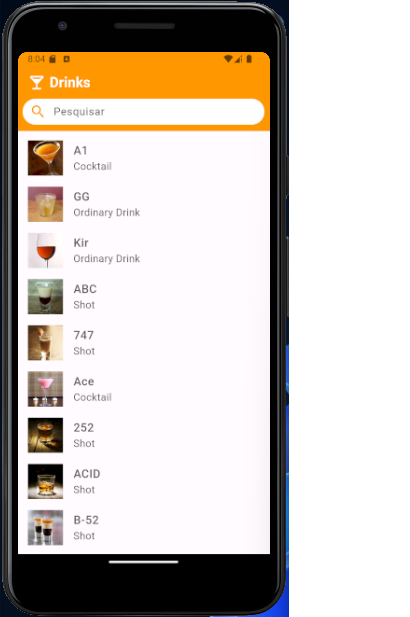 8:04
Drinks
Pesquisar
A1
Cocktail
GG
Ordinary Drink
Kir
Ordinary Drink
ABC
Shot
747
Shot
Ace
Cocktail
252
Shot
ACID
Shot
B-52
Shot